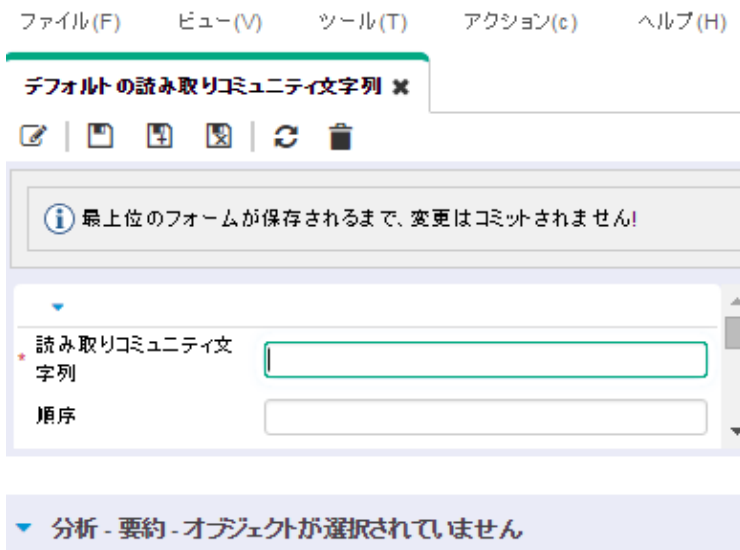 ファイル(F) ビュー(V) ツール(T) アクション(c) ヘルプ(H)
デフォルトの読み取りコミュニティ文字列
最上位のフォームが保存されるまで、変更はコミットされません!
* 読み取りコミュニティ文
字列
順序
分析 - 要約 - オブジェクトが選択されていません